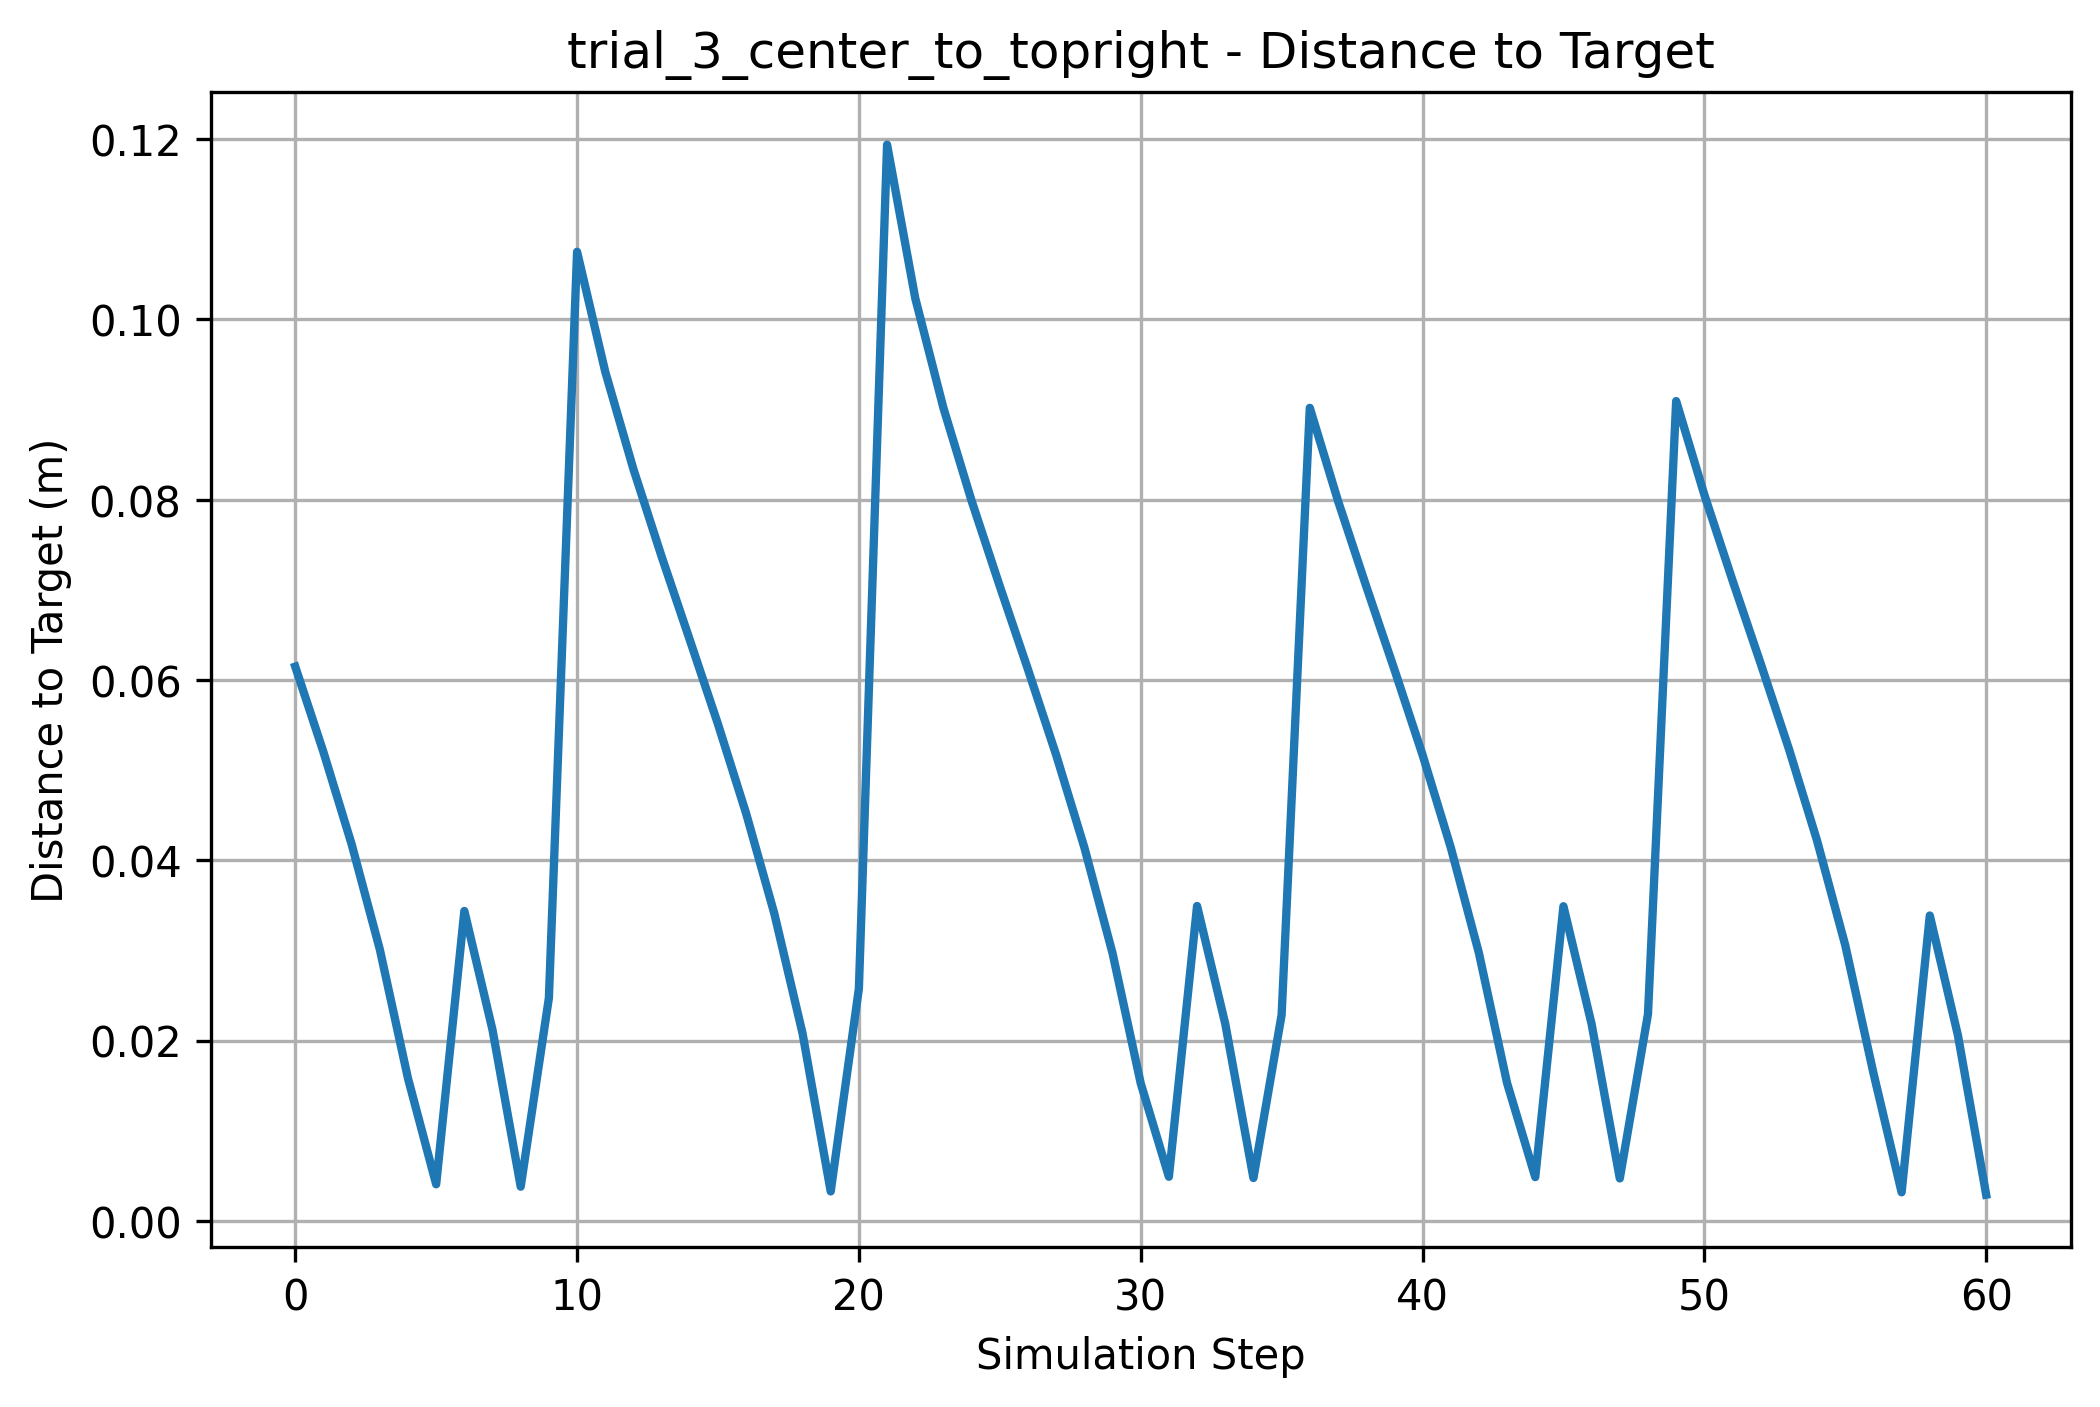 trial_3_center_to_topright - Distance to Target
Distance to Target (m)
0.12
0.10
0.08
0.06
0.04
0.02
0.00
0 10 20 30 40 50 60
Simulation Step